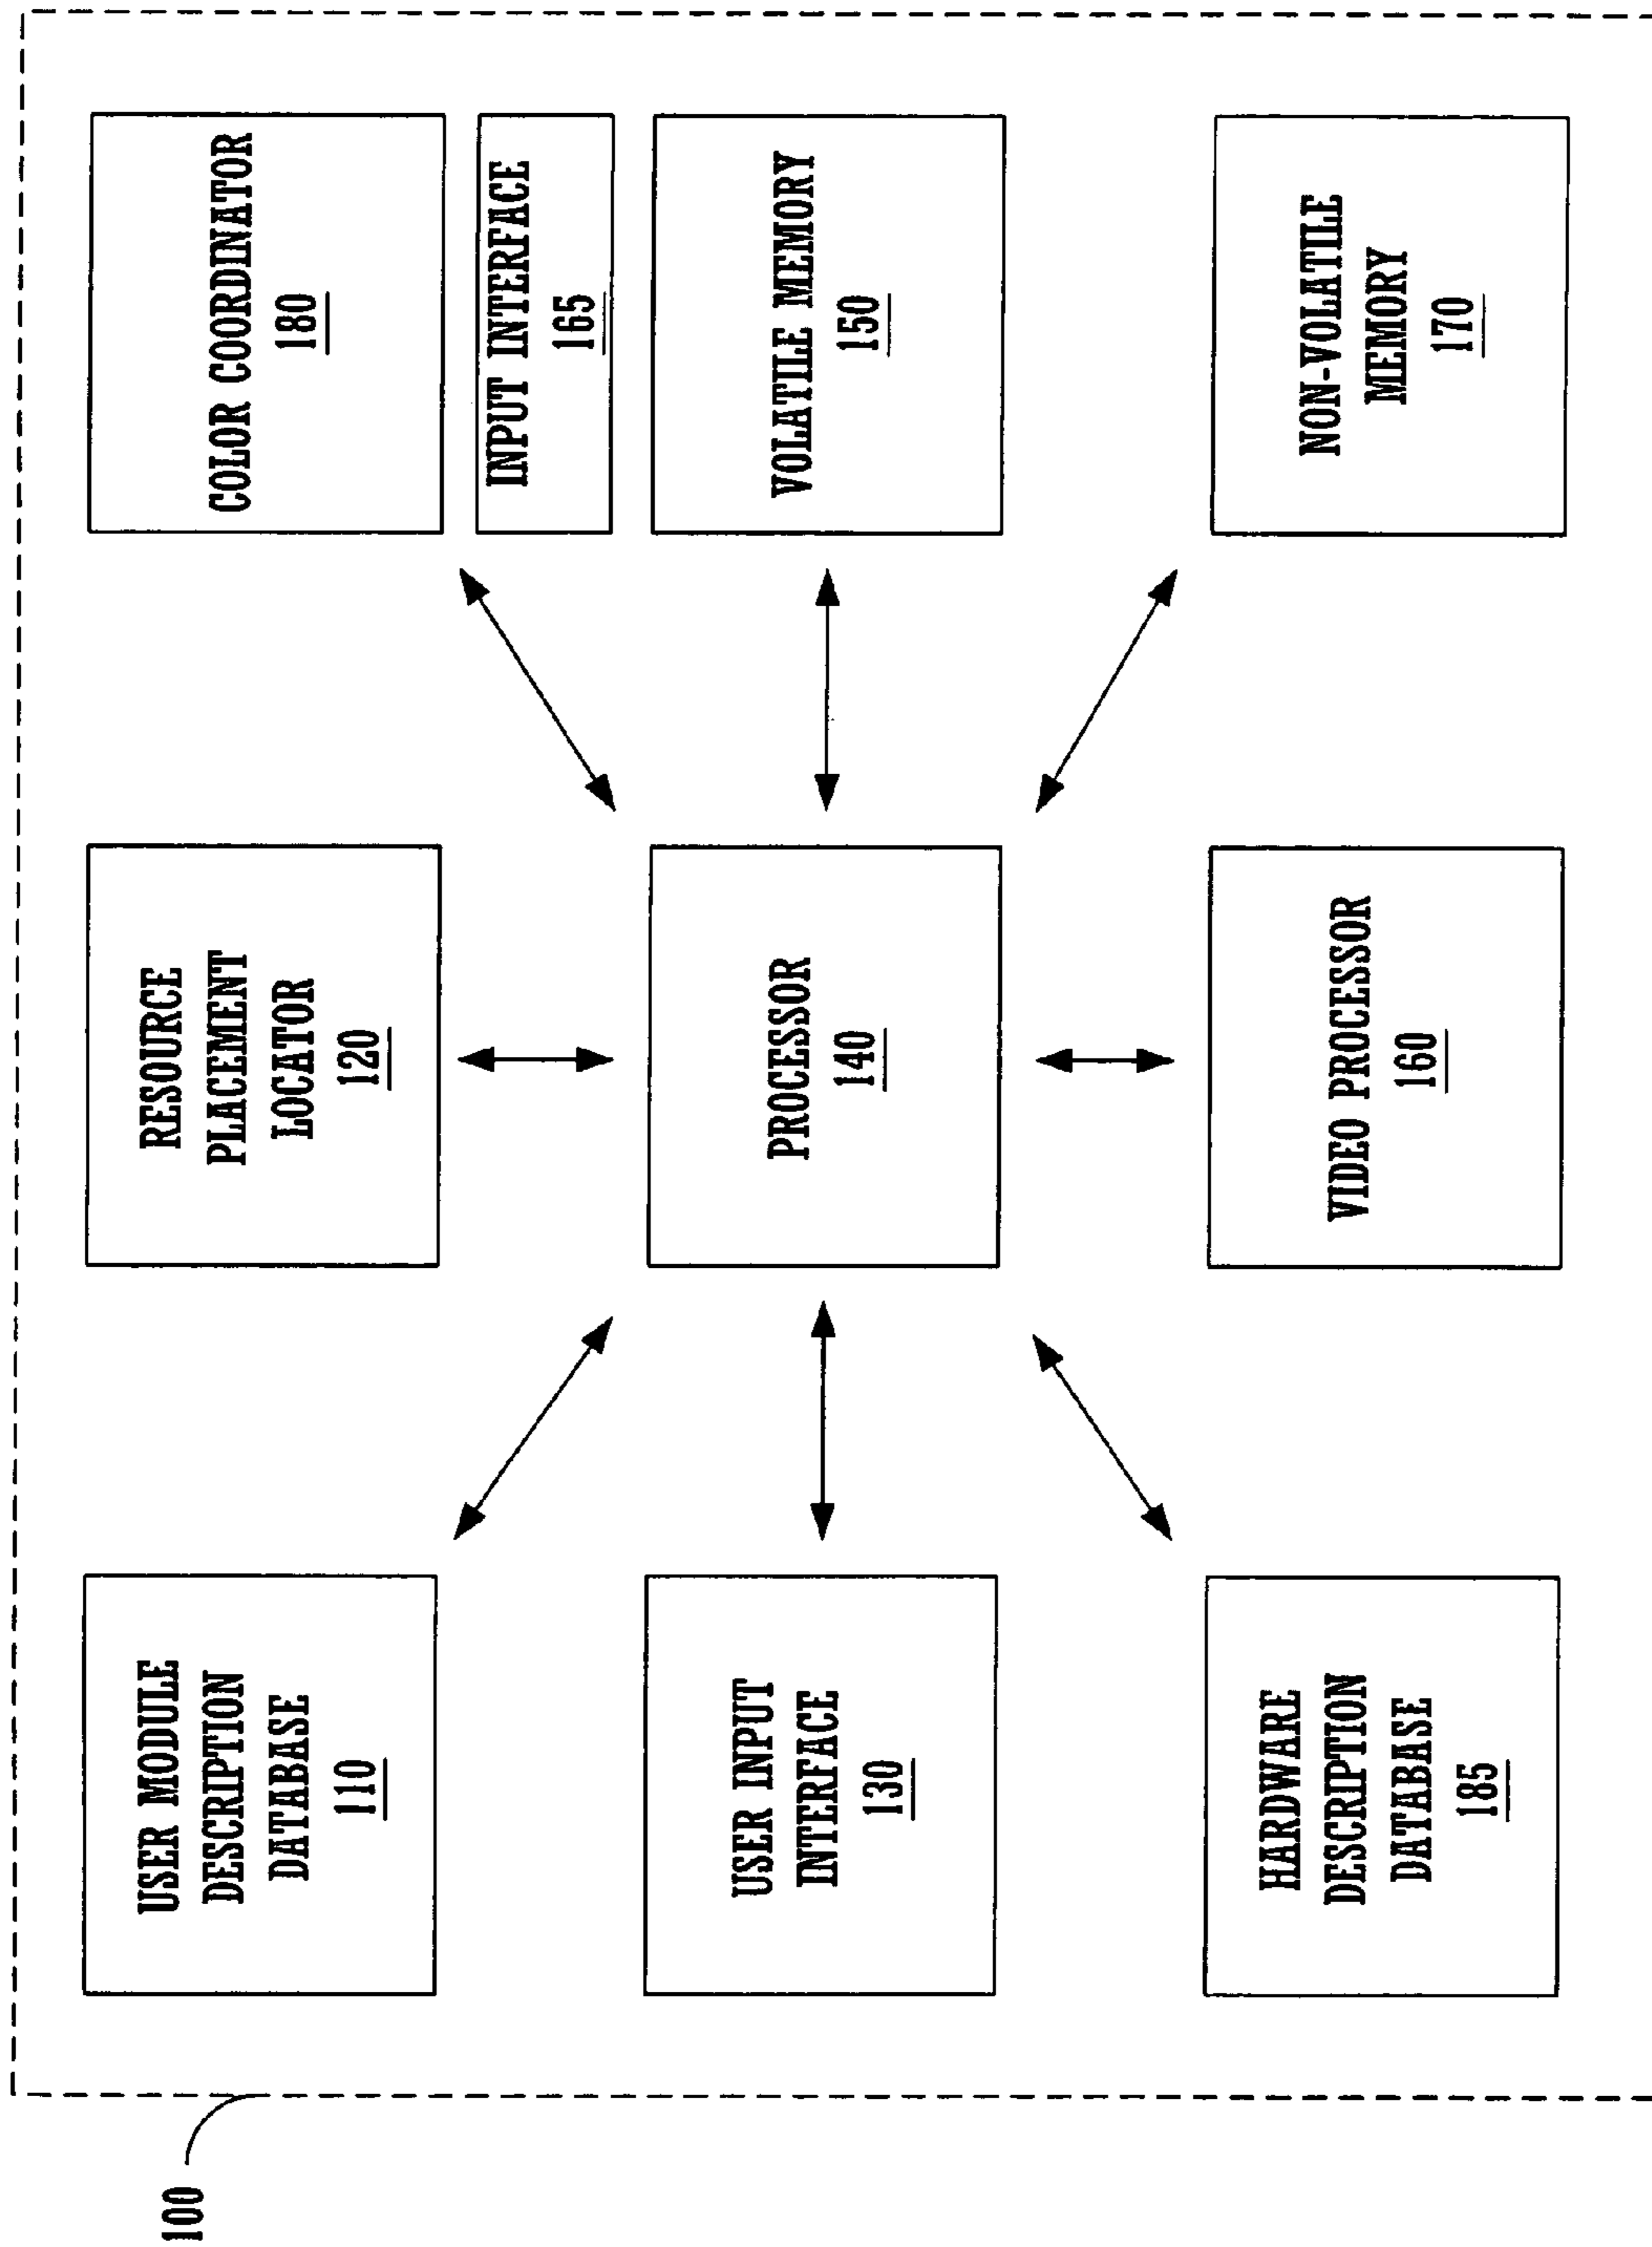 100
USER MODULE
DESCRIPTION
DATABASE
110
RESOURCE
PLACEMENT
LOCATOR
120
COLOR COORDINATOR
180
INPUT INTERFACE
165
USER INPUT
INTERFACE
130
PROCESSOR
140
VOLATILE MEMORY
150
HARDWARE
DESCRIPTION
DATABASE
185
VIDEO PROCESSOR
160
NON-VOLATILE
MEMORY
170